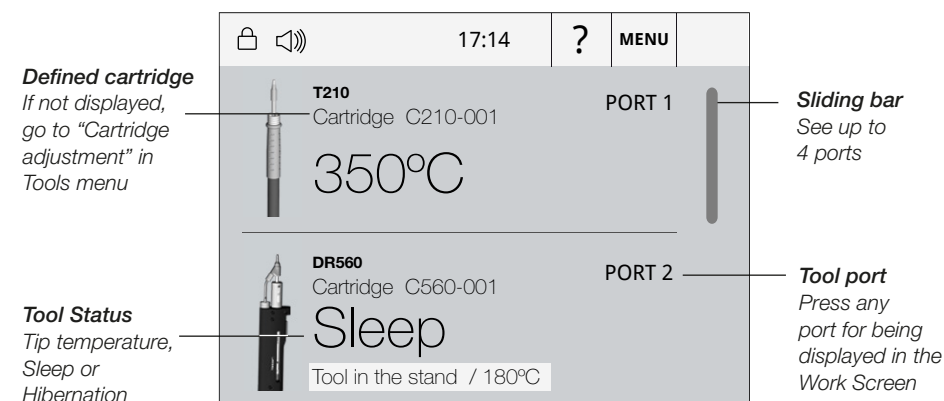 17:14
?
MENU
Defined cartridge
If not displayed,
go to “Cartridge
adjustment” in
Tools menu
T210
Cartridge C210-001
350ºC
PORT 1
Sliding bar
See up to
4 ports
Tool Status
Tip temperature,
Sleep or
Hibernation
DR560
Cartridge C560-001
Sleep
Tool in the stand / 180ºC
PORT 2
Tool port
Press any
port for being
displayed in the
Work Screen